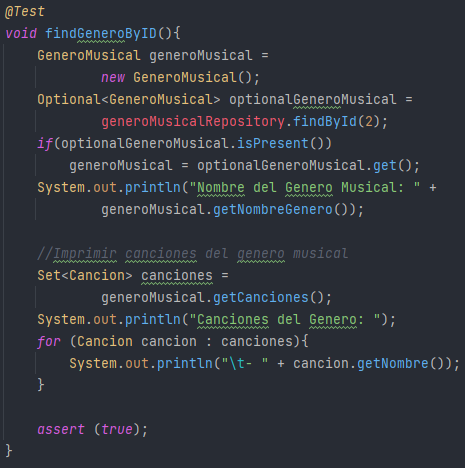 @Test
void findGeneroByID(){
    GeneroMusical generoMusical =
            new GeneroMusical();
    Optional<GeneroMusical> optionalGeneroMusical =
            generoMusicalRepository.findById(2);
    if(optionalGeneroMusical.isPresent())
        generoMusical = optionalGeneroMusical.get();
    System.out.println("Nombre del Genero Musical: " +
            generoMusical.getNombreGenero());

    //Imprimir canciones del genero musical
    Set<Cancion> canciones =
            generoMusical.getCanciones();
    System.out.println("Canciones del Genero: ");
    for (Cancion cancion : canciones){
        System.out.println("\t- " + cancion.getNombre());
    }

    assert (true);
}